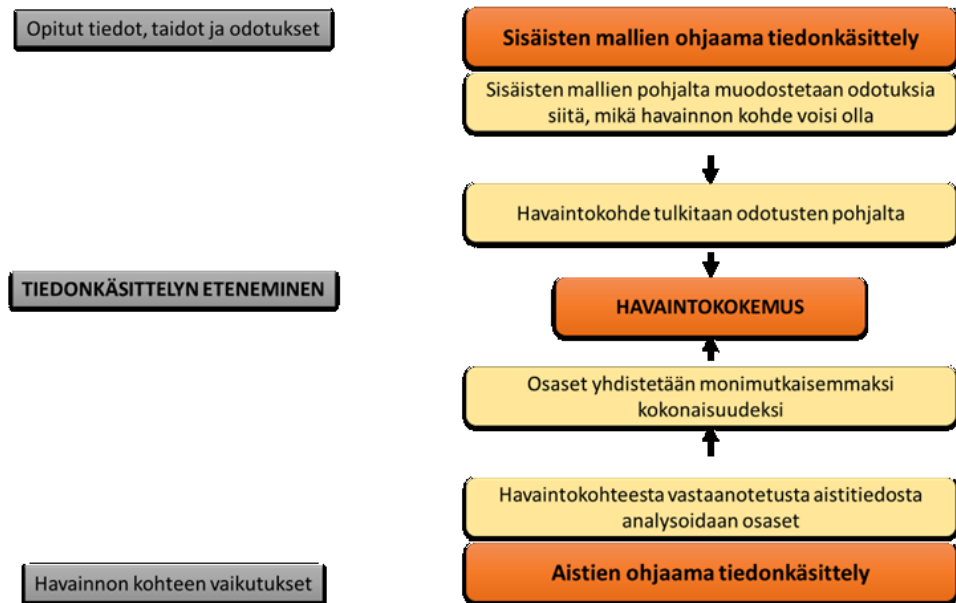 Opitut tiedot, taidot ja odotukset
Sisäisten mallien ohjaama tiedonkäsittely
Sisäisten mallien pohjalta muodostetaan odotuksia
siitä, mikä havainnon kohde voisi olla
Havaintokohde tulkitaan odotusten pohjalta
TIEDONKÄSITTELYN ETENEMINEN
HAVAINTOKOKEMUS
Osaset yhdistetään monimutkaisemmaksi
kokonaisuudeksi
Havaintokohteesta vastaanotetusta aistitiedosta
analysoidaan osaset
Havainnon kohteen vaikutukset
Aistien ohjaama tiedonkäsittely